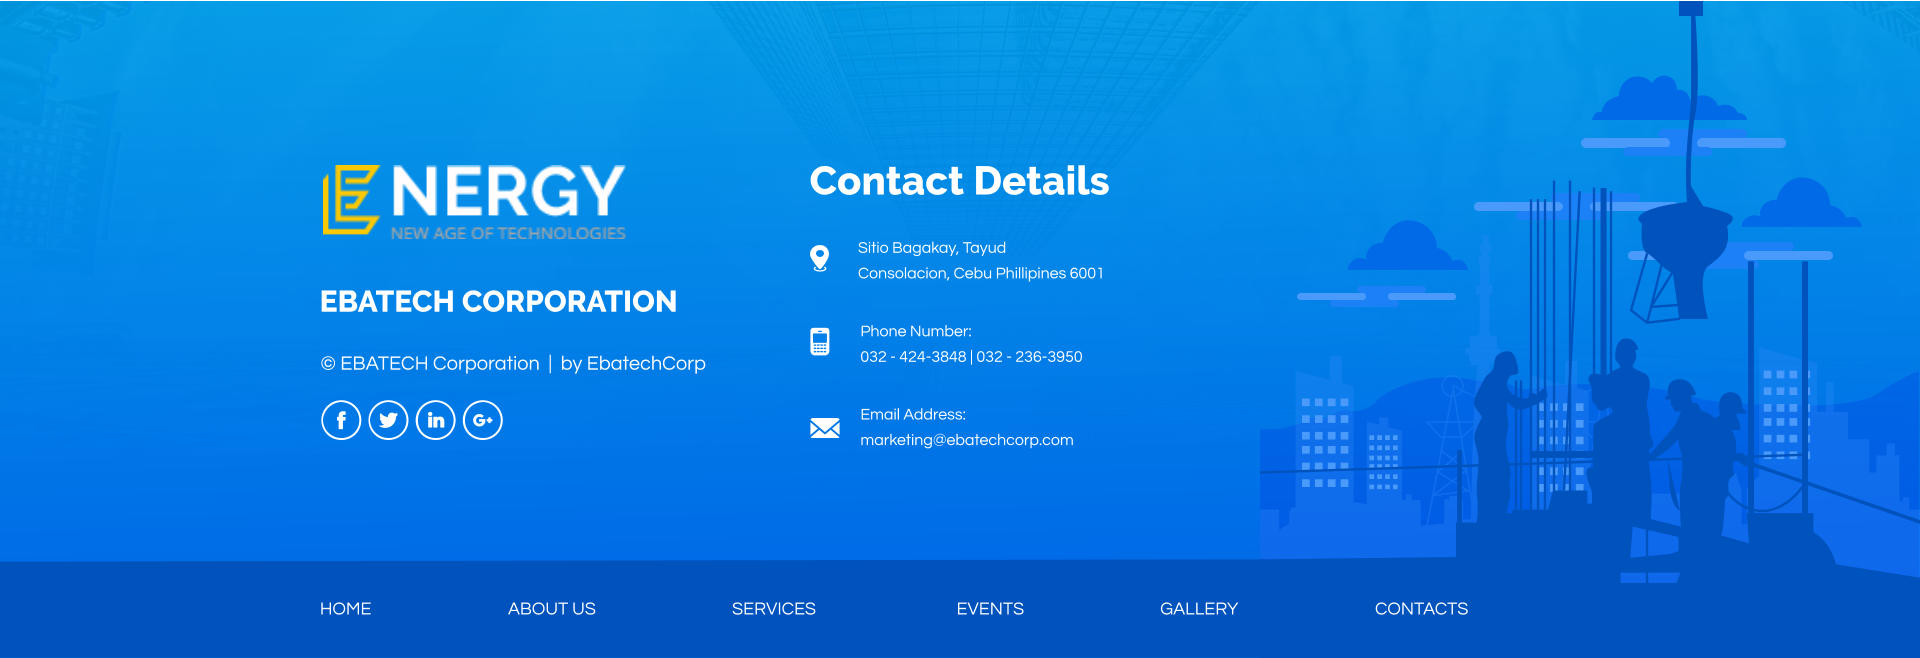 ENERGY
NEW AGE OF TECHNOLOGIES
EBATECH CORPORATION
© EBATECH Corporation | by EbatechCorp
Contact Details
Sitio Bagakay, Tayud
Consolacion, Cebu Phillipines 6001
Phone Number:
032 - 424-3848 | 032 - 236-3950
Email Address:
marketing@ebatechcorp.com
HOME ABOUT US SERVICES EVENTS GALLERY CONTACTS